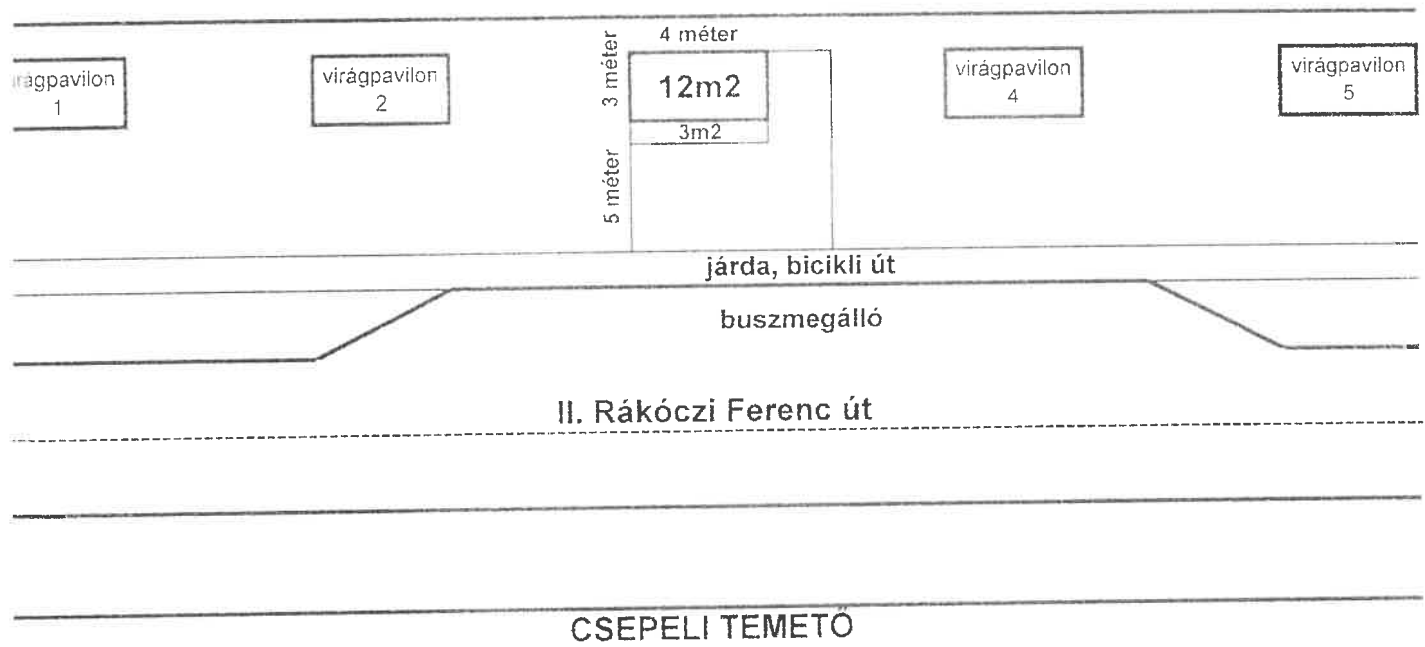 4 méter
3 méter
virágpavilon
1
virágpavilon
2
12m2
virágpavilon
4
virágpavilon
5
3m2
5 méter
járda, bicikli út
buszmegálló
II. Rákóczi Ferenc út
CSEPELI TEMETŐ